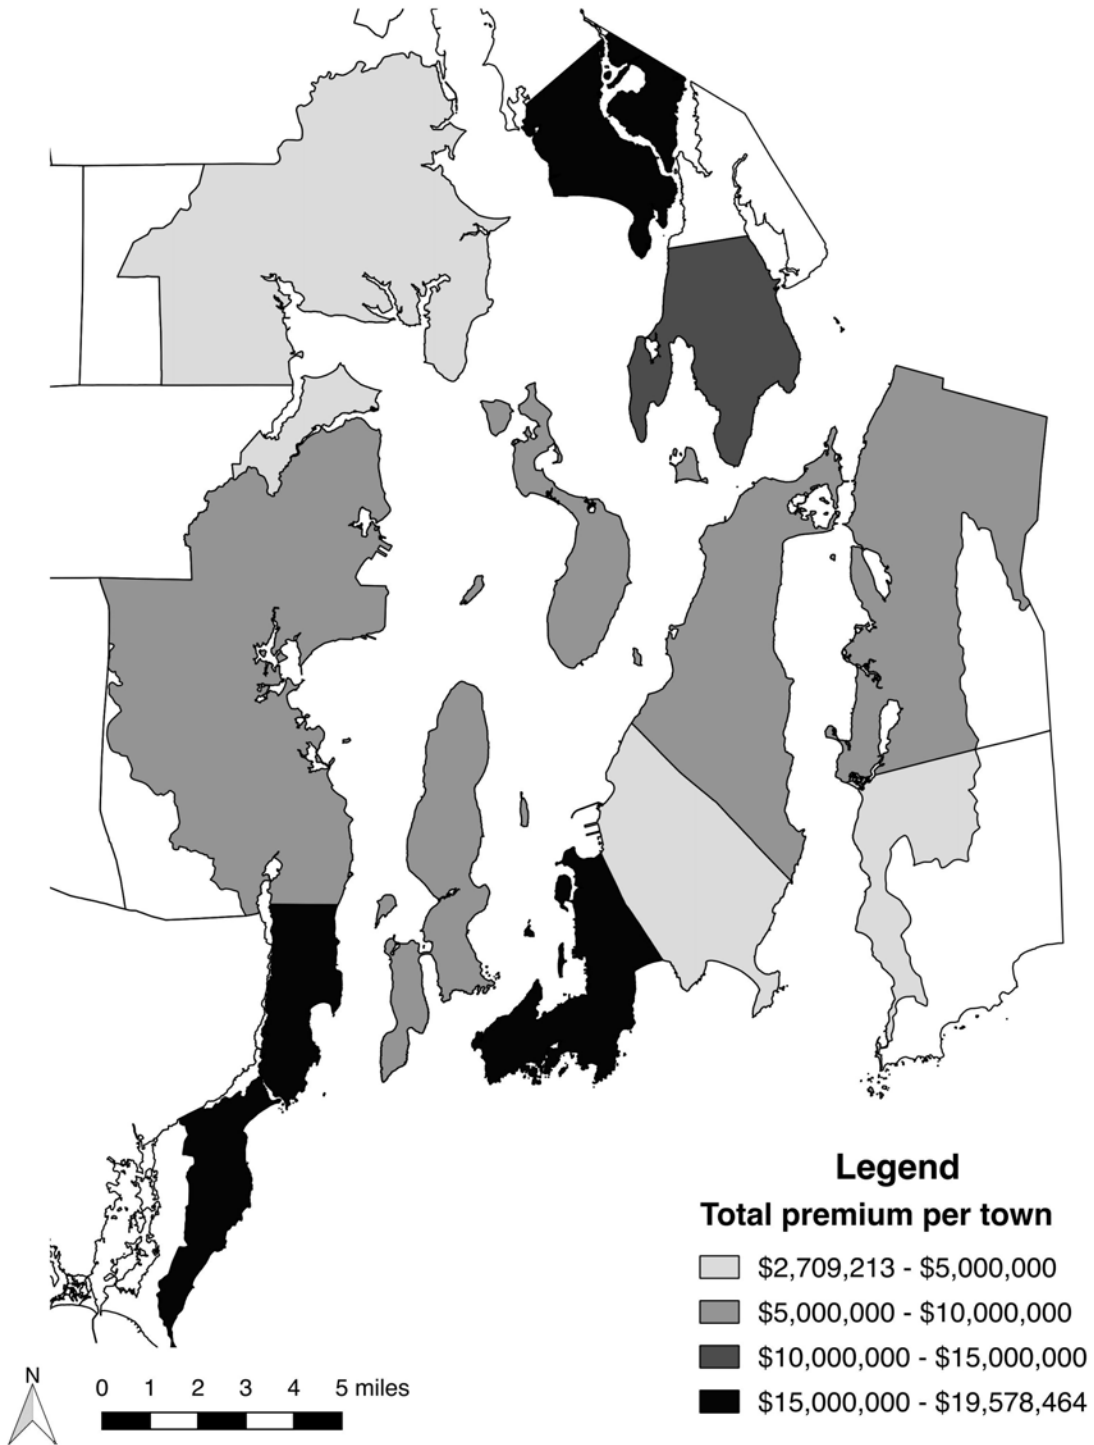 Legend
Total premium per town
$2,709,213 - $5,000,000
$5,000,000 - $10,000,000
$10,000,000 - $15,000,000
$15,000,000 - $19,578,464
N
0 1 2 3 4 5 miles